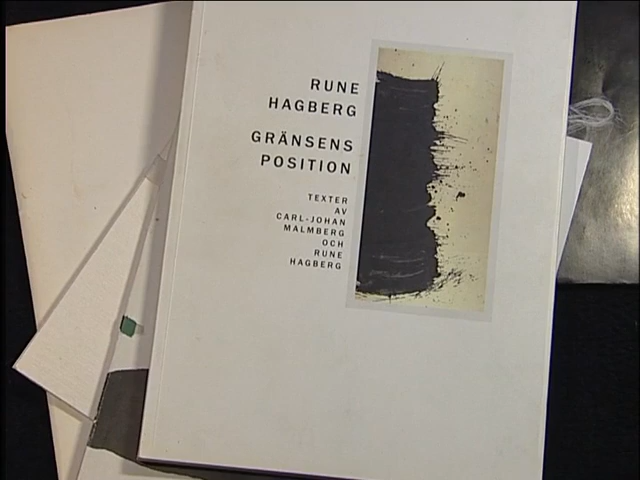 RUNE
HAGBERG
GRÄNSENS
POSITION
TEXTER
AV
CARL-JOHAN
MALMBERG
OCH
RUNE
HAGBERG